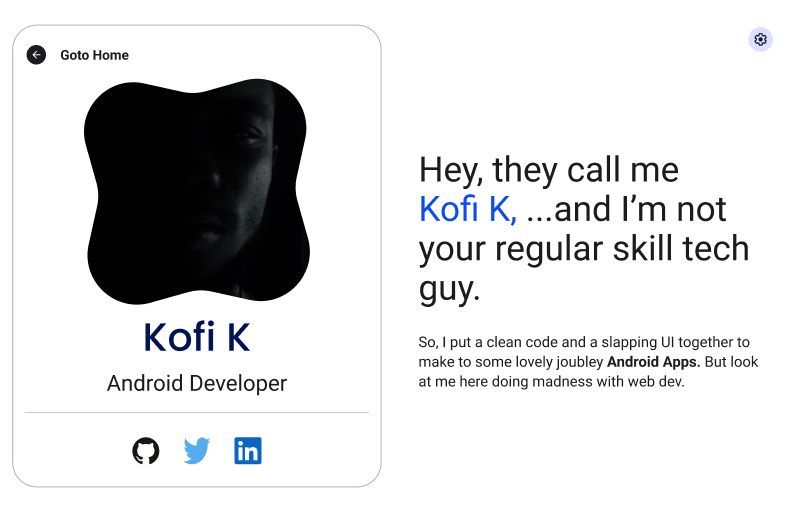 Goto Home
Kofi K
Android Developer
Hey, they call me
Kofi K, ...and I’m not
your regular skill tech
guy.
So, I put a clean code and a slapping UI together to
make to some lovely joubley Android Apps. But look
at me here doing madness with web dev.